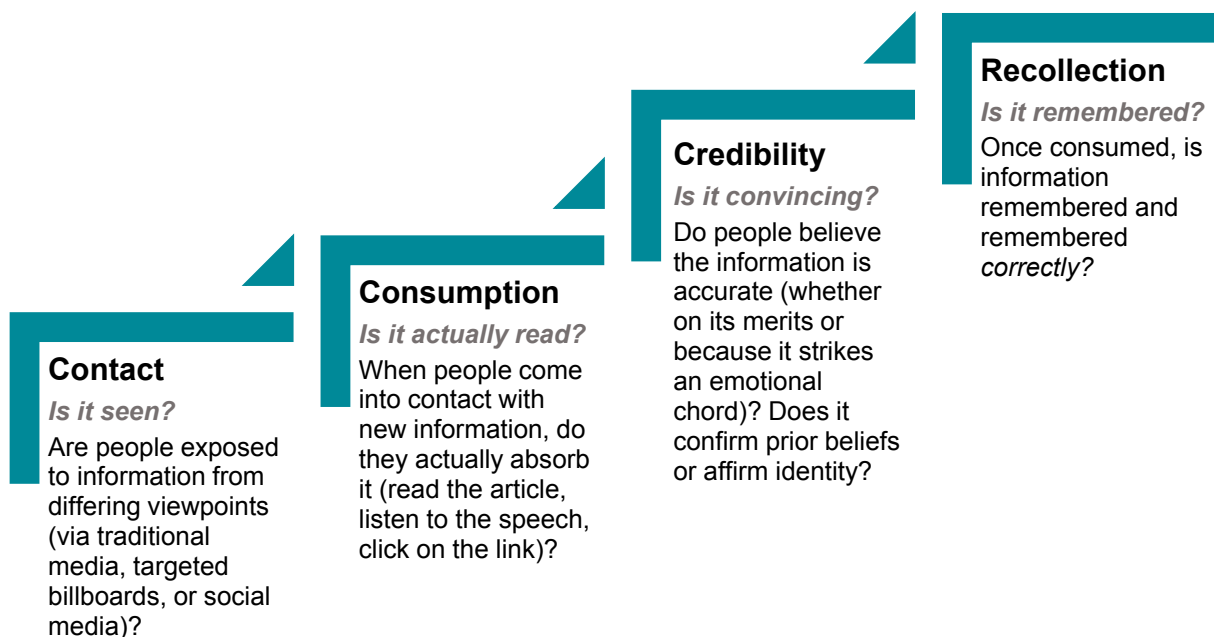 Contact
Is it seen?
Are people exposed
to information from
differing viewpoints
(via traditional
media, targeted
billboards, or social
media)?
Consumption
Is it actually read?
When people come
into contact with
new information, do
they actually absorb
it (read the article,
listen to the speech,
click on the link)?
Credibility
Is it convincing?
Do people believe
the information is
accurate (whether
on its merits or
because it strikes
an emotional
chord)? Does it
confirm prior beliefs
or affirm identity?
Recollection
Is it remembered?
Once consumed, is
information
remembered and
remembered
correctly?